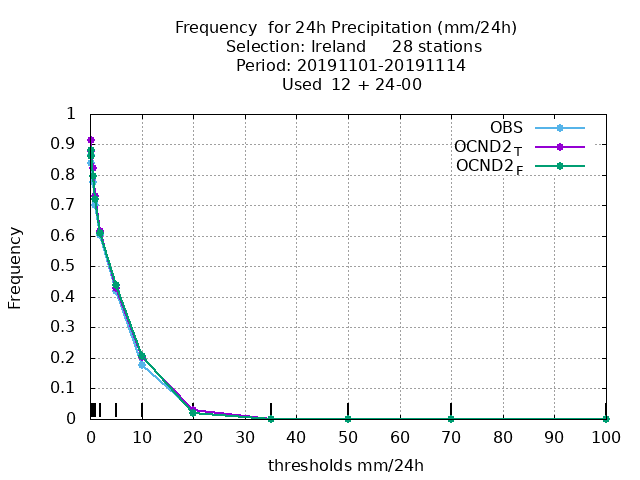 Frequency  for 24h Precipitation (mm/24h)
Selection: Ireland     28 stations
Period: 20191101-20191114
Used  12 + 24-00
OBS
OCND2T
OCND2F
Frequency
1
0.9
0.8
0.7
0.6
0.5
0.4
0.3
0.2
0.1
0
0 10 20 30 40 50 60 70 80 90 100
thresholds mm/24h